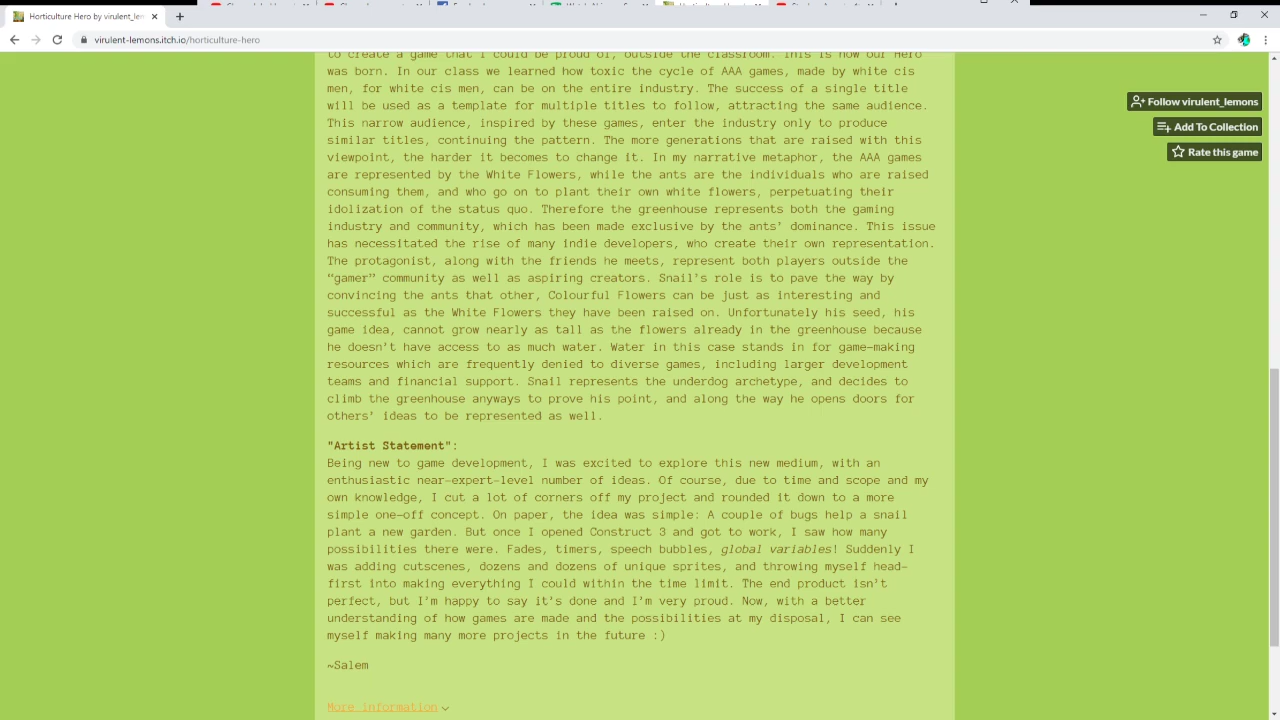 Horticulture Hero by virulent_len
virulent-lemons.itch.io/horticulture-hero
Follow virulent_lemons
Add To Collection
Rate this game
to create a game that I could be proud of, outside the classroom. This is how our Hero
was born. In our class we learned how toxic the cycle of AAA games, made by white cis
men, for white cis men, can be on the entire industry. The success of a single title
will be used as a template for multiple titles to follow, attracting the same audience.
This narrow audience, inspired by these games, enter the industry only to produce
similar titles, continuing the pattern. The more generations that are raised with this
viewpoint, the harder it becomes to change it. In my narrative metaphor, the AAA games
are represented by the White Flowers, while the ants are the individuals who are raised
consuming them, and who go on to plant their own white flowers, perpetuating their
idolization of the status quo. Therefore the greenhouse represents both the gaming
industry and community, which has been made exclusive by the ants’ dominance. This issue
has necessitated the rise of many indie developers, who create their own representation.
The protagonist, along with the friends he meets, represent both players outside the
“gamer” community as well as aspiring creators. Snail’s role is to pave the way by
convincing the ants that other, Colourful Flowers can be just as interesting and
successful as the White Flowers they have been raised on. Unfortunately his seed, his
game idea, cannot grow nearly as tall as the flowers already in the greenhouse because
he doesn’t have access to as much water. Water in this case stands in for game-making
resources which are frequently denied to diverse games, including larger development
teams and financial support. Snail represents the underdog archetype, and decides to
climb the greenhouse anyways to prove his point, and along the way he opens doors for
others’ ideas to be represented as well.
"Artist Statement":
Being new to game development, I was excited to explore this new medium, with an
enthusiastic near-expert-level number of ideas. Of course, due to time and scope and my
own knowledge, I cut a lot of corners off my project and rounded it down to a more
simple one-off concept. On paper, the idea was simple: A couple of bugs help a snail
plant a new garden. But once I opened Construct 3 and got to work, I saw how many
possibilities there were. Fades, timers, speech bubbles, global variables! Suddenly I
was adding cutscenes, dozens and dozens of unique sprites, and throwing myself head-
first into making everything I could within the time limit. The end product isn’t
perfect, but I’m happy to say it’s done and I’m very proud. Now, with a better
understanding of how games are made and the possibilities at my disposal, I can see
myself making many more projects in the future :)
~Salem
More information